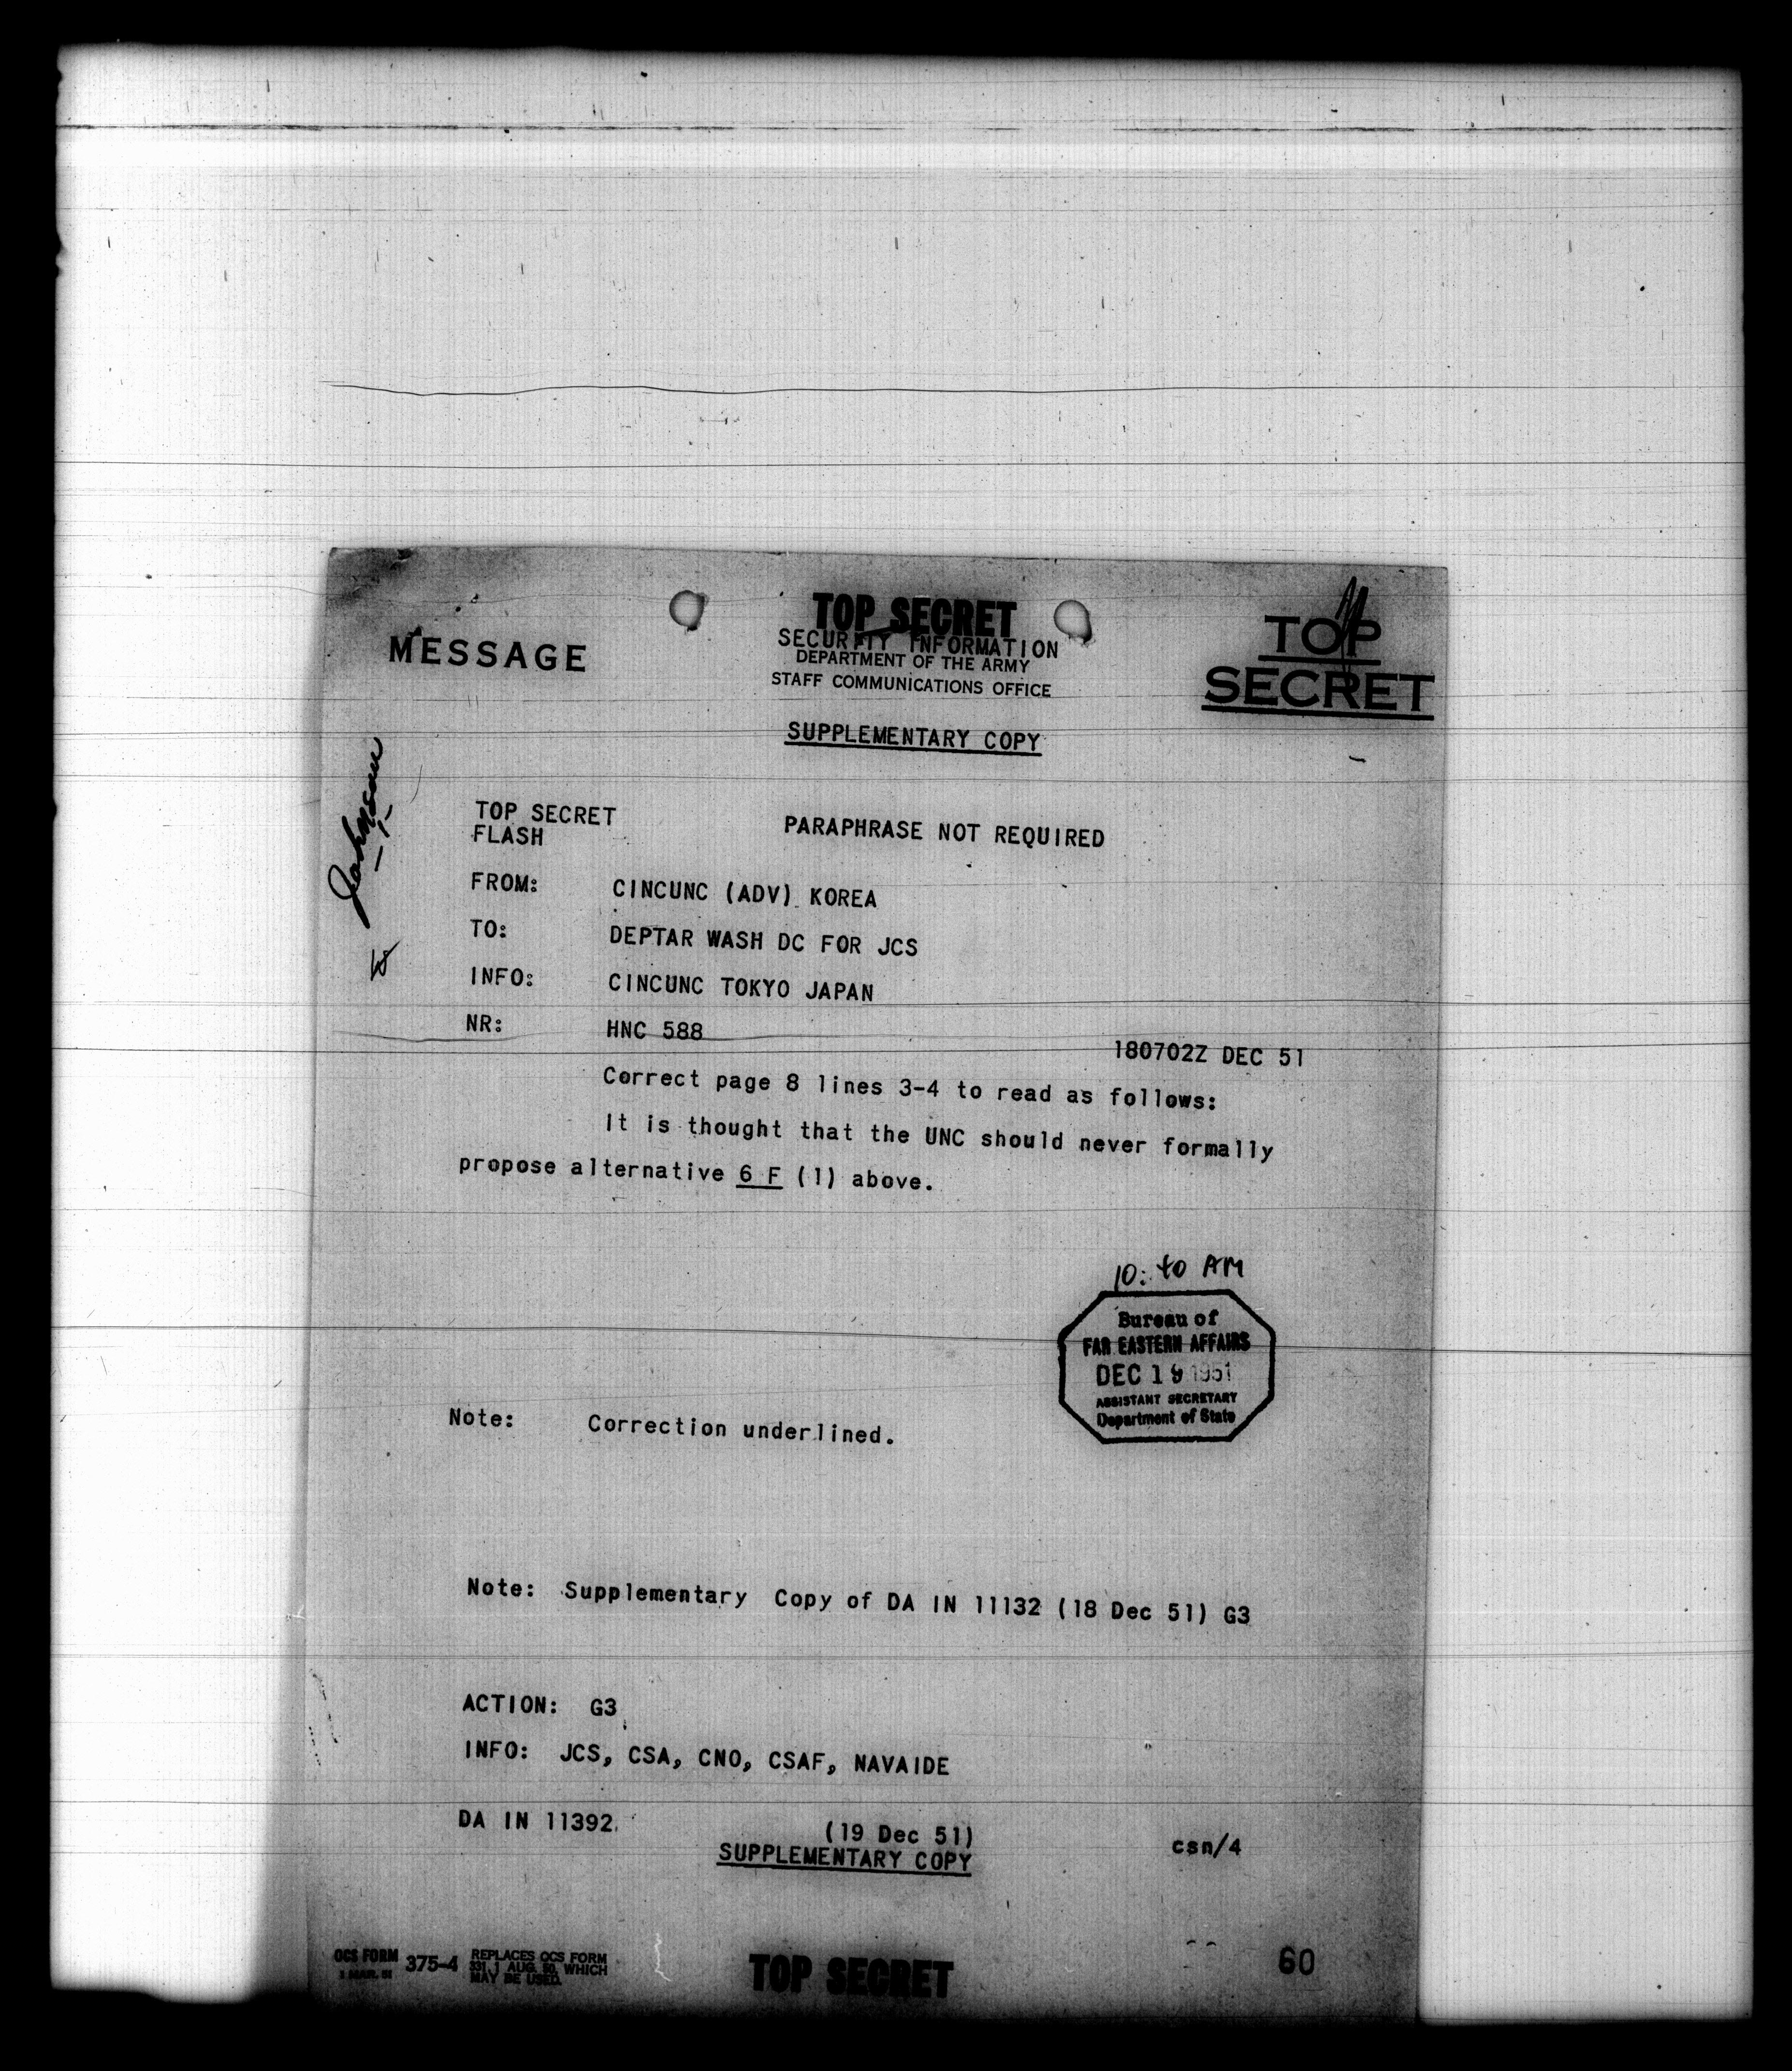 TOP SECRET
SECURITY INFORMATION
DEPARTMENT OF THE ARMY
STAFF COMMUNICATIONS OFFICE
MESSAGE
TOP
SECRET
SUPPLEMENTARY COPY
TOP SECRET
FLASH
PARAPHRASE NOT REQUIRED
FROM: CINCUNC (ADV) KOREA
TO: DEPTAR WASH DC FOR JCS
INFO: CINCUNC TOKYO JAPAN
NR: HNC 588
180702Z DEC 51
Correct page 8 lines 3-4 to read as follows:
It is thought that the UNC should never formally
propose alternative 6 F (1) above.
10:40 AM
Bureau of
FAR EASTERN AFFAIRS
DEC 19 1951
ASSISTANT SECRETARY
Department of State
Note: Correction underlined.
Note: Supplementary Copy of DA IN 11132 (18 Dec 51) G3
ACTION: G3
INFO: JCS, CSA, CNO, CSAF, NAVAIDE
DA IN 11392
(19 Dec 51)
csn/4
SUPPLEMENTARY COPY
OCS FORM 375-4 REPLACES OCS FORM
1 MAR. 51 331, 1 AUG. 50, WHICH
MAY BE USED.
TOP SECRET
60